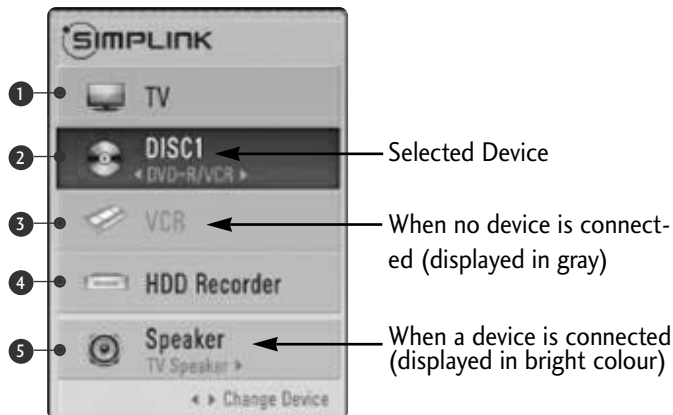 SIMPLINK
1 TV
2 DISC1
DVD-R/VCR
Selected Device
3 VCR
When no device is connect-
ed (displayed in gray)
4 HDD Recorder
5 Speaker
TV Speaker
When a device is connected
(displayed in bright colour)
Change Device